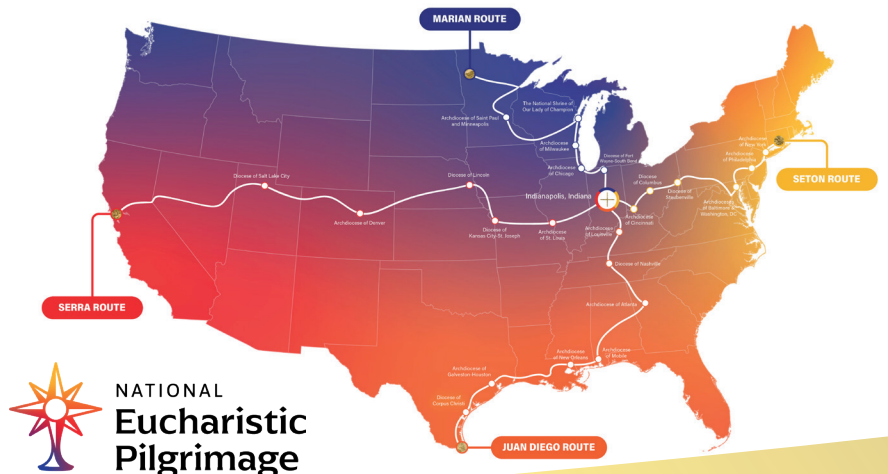 MARIAN ROUTE
The National Shrine of
Our Lady of Champion
Archdiocese of Saint Paul
and Minneapolis
Archdiocese
of Milwaukee
Archdiocese
of Chicago
Diocese of Fort
Wayne-South Bend
Archdiocese of
New York
Archdiocese
of Philadelphia
SETON ROUTE
Diocese of
Columbus
Diocese of
Steubenville
Archdioceses
of Baltimore &
Washington, DC
Diocese of Salt Lake City
Diocese of Lincoln
Indianapolis, Indiana
Archdiocese
of Cincinnati
Archdiocese of Denver
Diocese of
Kansas City-St. Joseph
Archdiocese
of St. Louis
Archdiocese
of Louisville
Diocese of Nashville
SERRA ROUTE
Archdiocese of Atlanta
Archdiocese
of New Orleans
Archdiocese
of Mobile
Archdiocese of
Galveston-Houston
Diocese of
Corpus Christi
JUAN DIEGO ROUTE
NATIONAL
Eucharistic
Pilgrimage